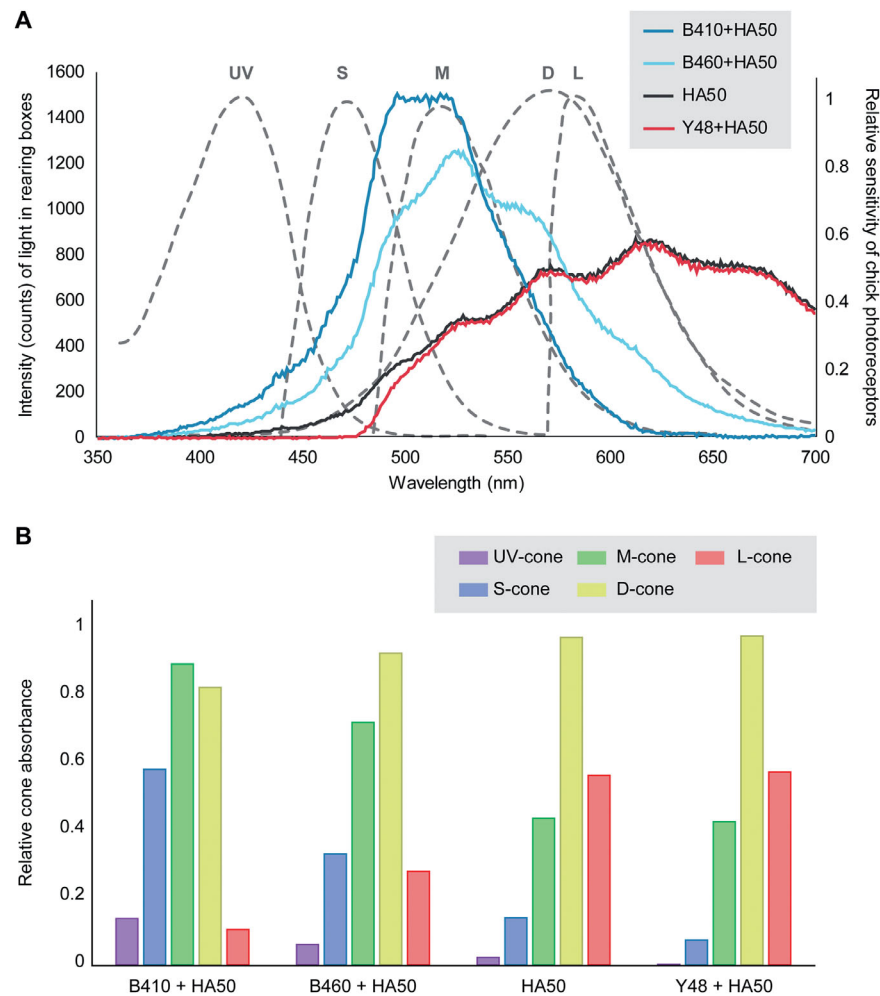 A
B410+HA50
B460+HA50
HA50
Y48+HA50
UV S M D L
1600
1400
1200
1000
800
600
400
200
0
Intensity (counts) of light in rearing boxes
1
0.8
0.6
0.4
0.2
0
Relative sensitivity of
chick photoreceptors
350 400 450 500 550 600 650 700
Wavelength (nm)
B
UV-cone M-cone L-cone
S-cone D-cone
1
0.8
0.6
0.4
0.2
0
Relative cone absorbance
B410 + HA50 B460 + HA50 HA50 Y48 + HA50